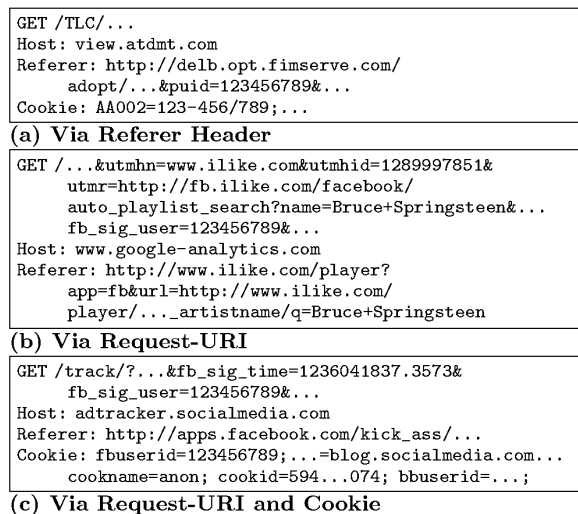 GET /TLC/...
Host: view.atdmt.com
Referer: http://delb.opt.fimserve.com/
adopt/...&puid=123456789&...
Cookie: AA002=123-456/789;...
(a) Via Referer Header
GET /...&utmhn=www.ilike.com&utmhid=1289997851&
utmr=http://fb.ilike.com/facebook/
auto_playlist_search?name=Bruce+Springsteen&...
fb_sig_user=123456789&...
Host: www.google-analytics.com
Referer: http://www.ilike.com/player?
app=fb&url=http://www.ilike.com/
player/..._artistname/q=Bruce+Springsteen
(b) Via Request-URI
GET /track/?...&fb_sig_time=1236041837.3573&
fb_sig_user=123456789&...
Host: adtracker.socialmedia.com
Referer: http://apps.facebook.com/kick_ass/...
Cookie: fbuserid=123456789;...=blog.socialmedia.com...
cookname=anon; cookid=594...074; bbuserid=...;
(c) Via Request-URI and Cookie